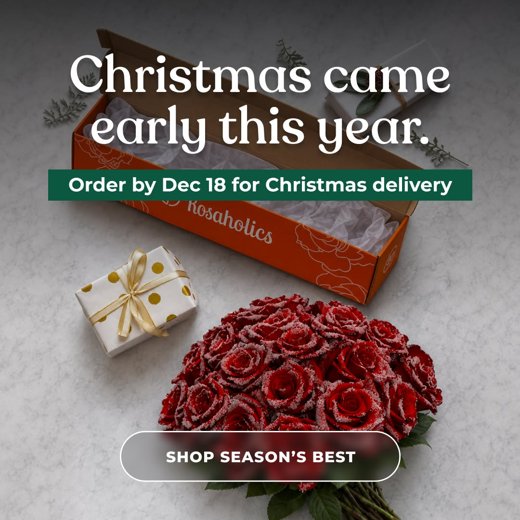 Christmas came
early this year.
Order by Dec 18 for Christmas delivery
Rosaholics
SHOP SEASON'S BEST